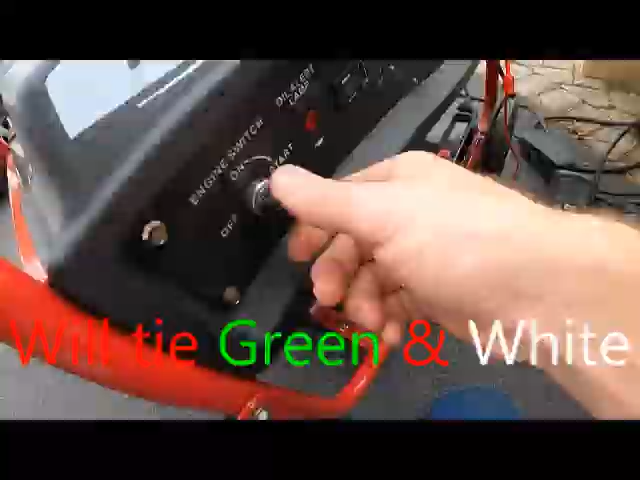 OIL ALERT
LAMP
ENGINE SWITCH
ON
START
OFF
Will tie Green & White